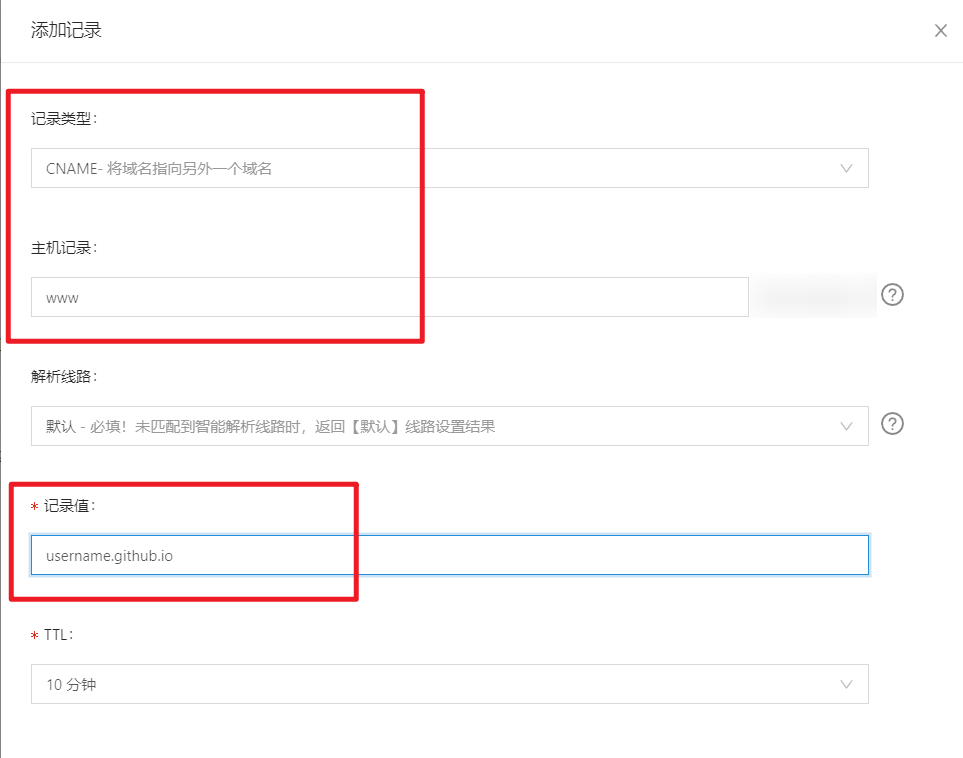 添加记录
记录类型：
CNAME- 将域名指向另外一个域名
主机记录：
www
解析线路：
默认 - 必填！未匹配到智能解析线路时，返回【默认】线路设置结果
* 记录值：
username.github.io
* TTL：
10 分钟